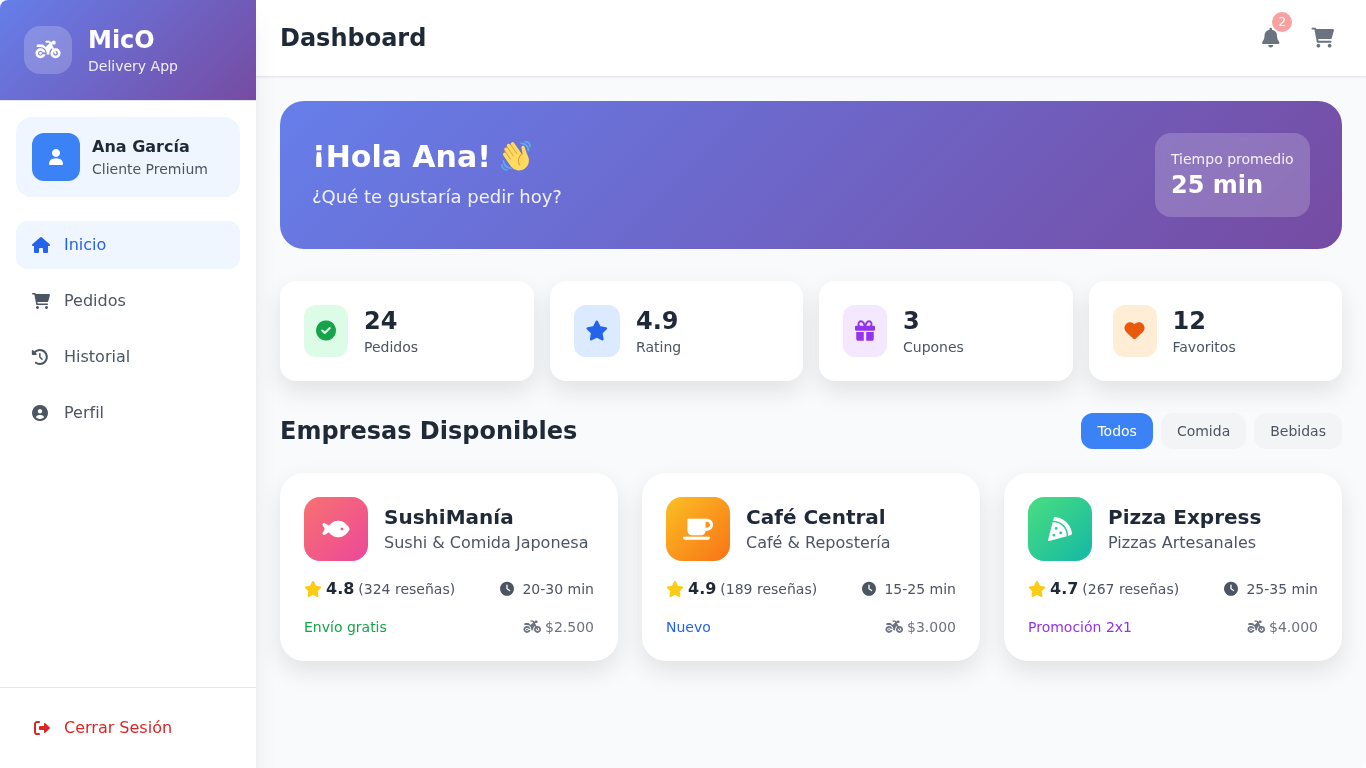 MicO
Delivery App
Ana García
Cliente Premium
Inicio
Pedidos
Historial
Perfil
Cerrar Sesión
Dashboard
2
¡Hola Ana! 👋
¿Qué te gustaría pedir hoy?
Tiempo promedio
25 min
24
Pedidos
4.9
Rating
3
Cupones
12
Favoritos
Empresas Disponibles
Todos
Comida
Bebidas
SushiManía
Sushi & Comida Japonesa
4.8 (324 reseñas)
20-30 min
Envío gratis
$2.500
Café Central
Café & Repostería
4.9 (189 reseñas)
15-25 min
Nuevo
$3.000
Pizza Express
Pizzas Artesanales
4.7 (267 reseñas)
25-35 min
Promoción 2x1
$4.000